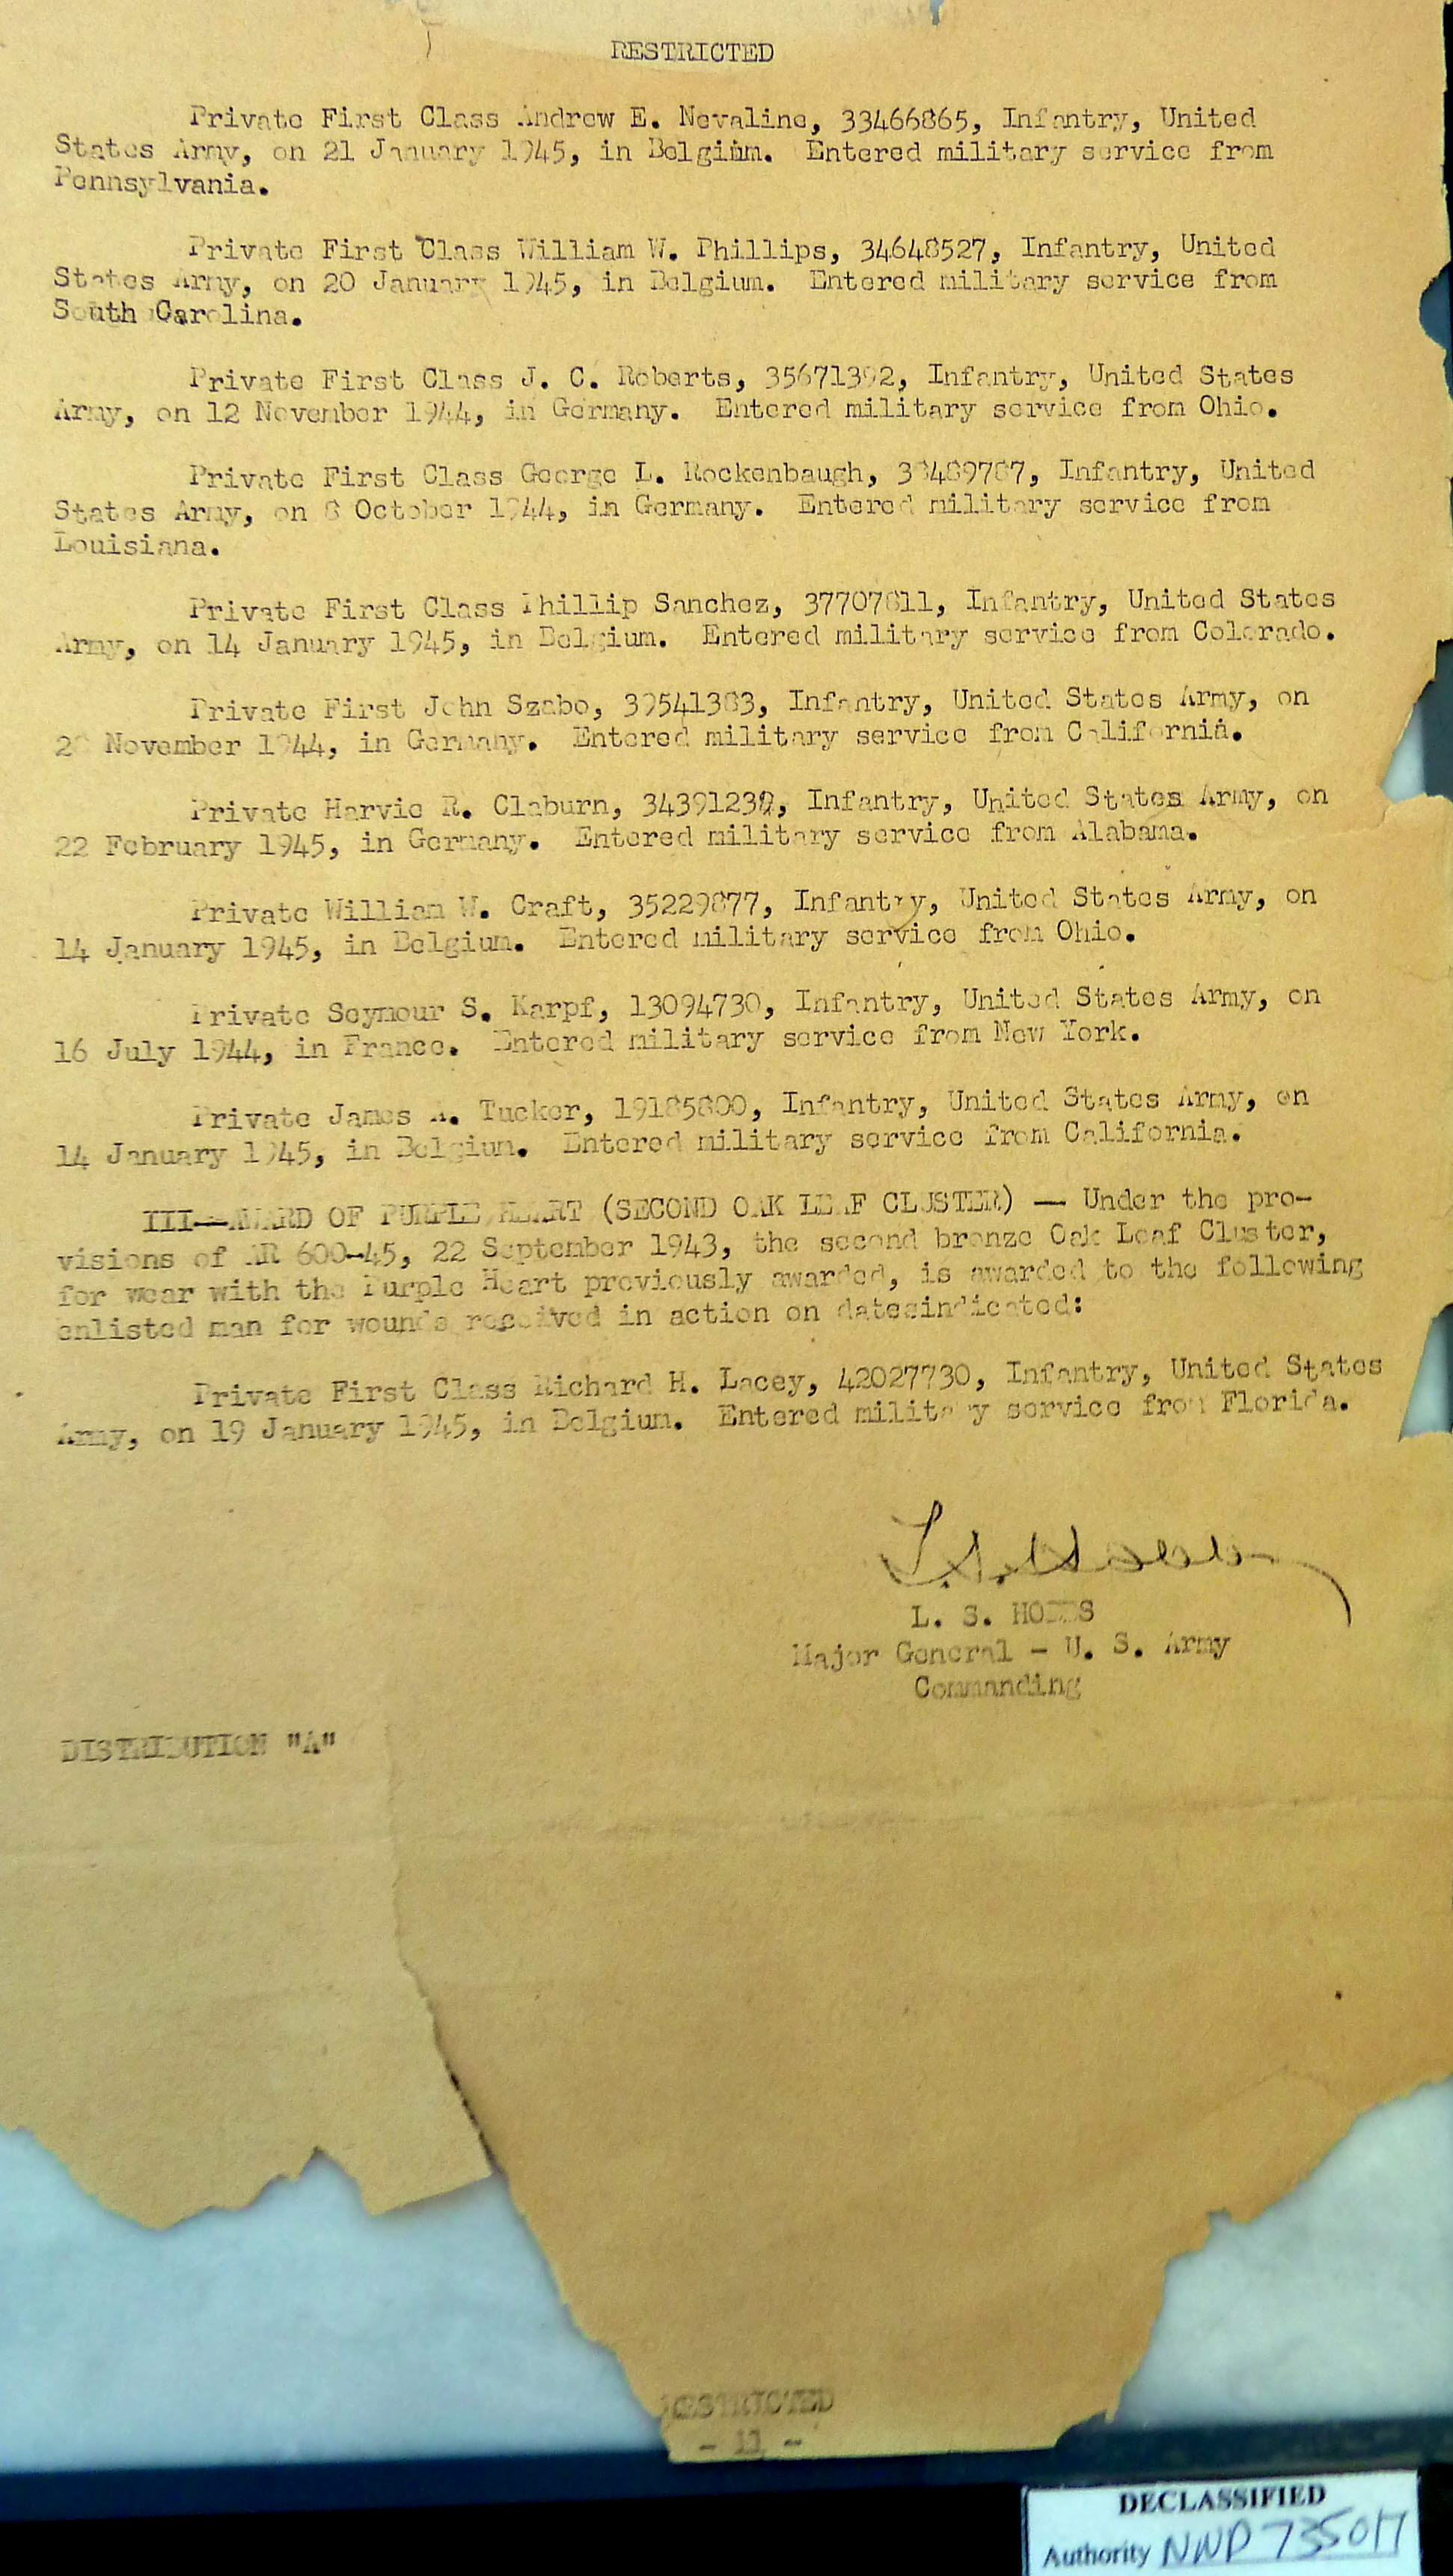 RESTRICTED
Private First Class Andrew E. Nevaline, 33466865, Infantry, United
States Army, on 21 January 1945, in Belgium. Entered military service from
Pennsylvania.
Private First Class William W. Phillips, 34648527, Infantry, United
States Army, on 20 January 1945, in Belgium. Entered military service from
South Carolina.
Private First Class J. C. Roberts, 35671392, Infantry, United States
Army, on 12 November 1944, in Germany. Entered military service from Ohio.
Private First Class George L. Rockenbaugh, Infantry, United
States Army, on 8 October 1944, in Germany. Entered military service from
Louisiana.
Private First Class Phillip Sanchez, 37707811, Infantry, United States
Army, on 14 January 1945, in Belgium. Entered military service from Colorado.
Private First John Szabo, 39541383, Infantry, United States Army, on
November 1944, in Germany. Entered military service from California.
Private Harvie R. Claburn, Infantry, United States Army, on
22 February 1945, in Germany. Entered military service from Alabama.
Private William W. Craft, 35229877, Infantry, United States Army, on
14 January 1945, in Belgium. Entered military service from Ohio.
Private Seymour S. Karpf, 13094730, Infantry, United States Army, on
16 July 1944, in France. Entered military service from New York.
Private James A. Tucker, 19185800, Infantry, United States Army, on
14 January 1945, in Belgium. Entered military service from California.
III—AWARD OF PURPLE HEART (SECOND OAK LEAF CLUSTER) — Under the pro-
visions of AR 600-45, 22 September 1943, the second bronze Oak Leaf Cluster,
for wear with the Purple Heart previously awarded, is awarded to the following
enlisted man for wounds received in action on datesindicated:
Private First Class Richard H. Lacey, 42027730, Infantry, United States
Army, on 19 January 1945, in Belgium. Entered military service from Florida.
L. S. HOBBS
Major General - U. S. Army
Commanding
DISTRIBUTION "A"
RESTRICTED
- 11 -
DECLASSIFIED
Authority NND 735017